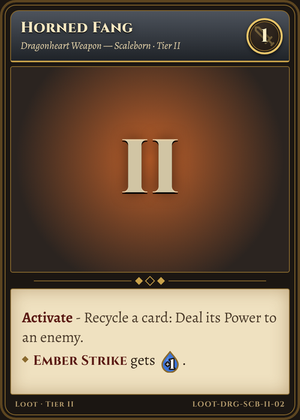 Horned Fang
Dragonheart Weapon — Scaleborn · Tier II
1
II
Activate - Recycle a card: Deal its Power to
an enemy.
Ember Strike gets 1 .
Loot · Tier II
LOOT-DRG-SCB-II-02